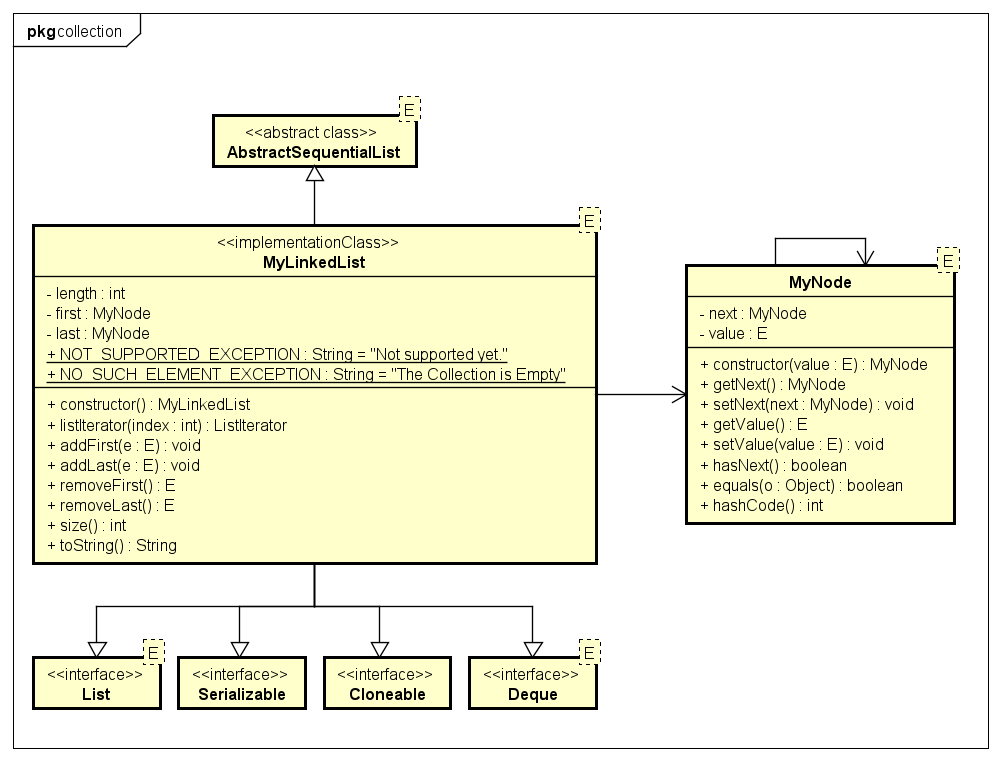 pkg collection
E
<<abstract class>>
AbstractSequentialList
E
<<implementationClass>>
MyLinkedList
- length : int
- first : MyNode
- last : MyNode
+ NOT_SUPPORTED_EXCEPTION : String = "Not supported yet."
+ NO_SUCH_ELEMENT_EXCEPTION : String = "The Collection is Empty"
+ constructor() : MyLinkedList
+ listIterator(index : int) : ListIterator
+ addFirst(e : E) : void
+ addLast(e : E) : void
+ removeFirst() : E
+ removeLast() : E
+ size() : int
+ toString() : String
E
MyNode
- next : MyNode
- value : E
+ constructor(value : E) : MyNode
+ getNext() : MyNode
+ setNext(next : MyNode) : void
+ getValue() : E
+ setValue(value : E) : void
+ hasNext() : boolean
+ equals(o : Object) : boolean
+ hashCode() : int
E
<<interface>>
List
<<interface>>
Serializable
<<interface>>
Cloneable
E
<<interface>>
Deque